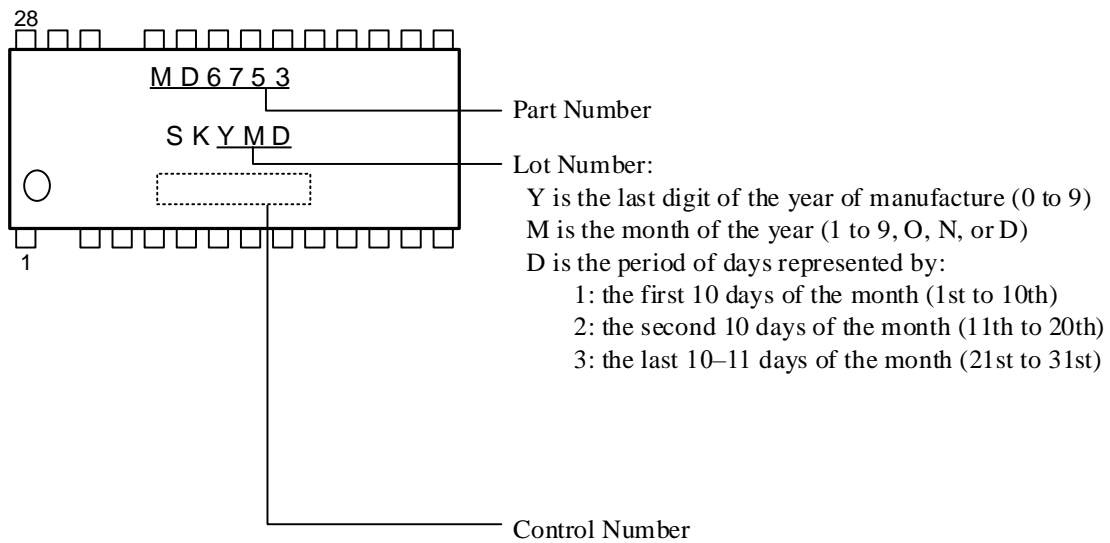 28
MD6753
Part Number
SKYMD
Lot Number:
Y is the last digit of the year of manufacture (0 to 9)
M is the month of the year (1 to 9, O, N, or D)
D is the period of days represented by:
1: the first 10 days of the month (1st to 10th)
2: the second 10 days of the month (11th to 20th)
3: the last 10–11 days of the month (21st to 31st)
1
Control Number